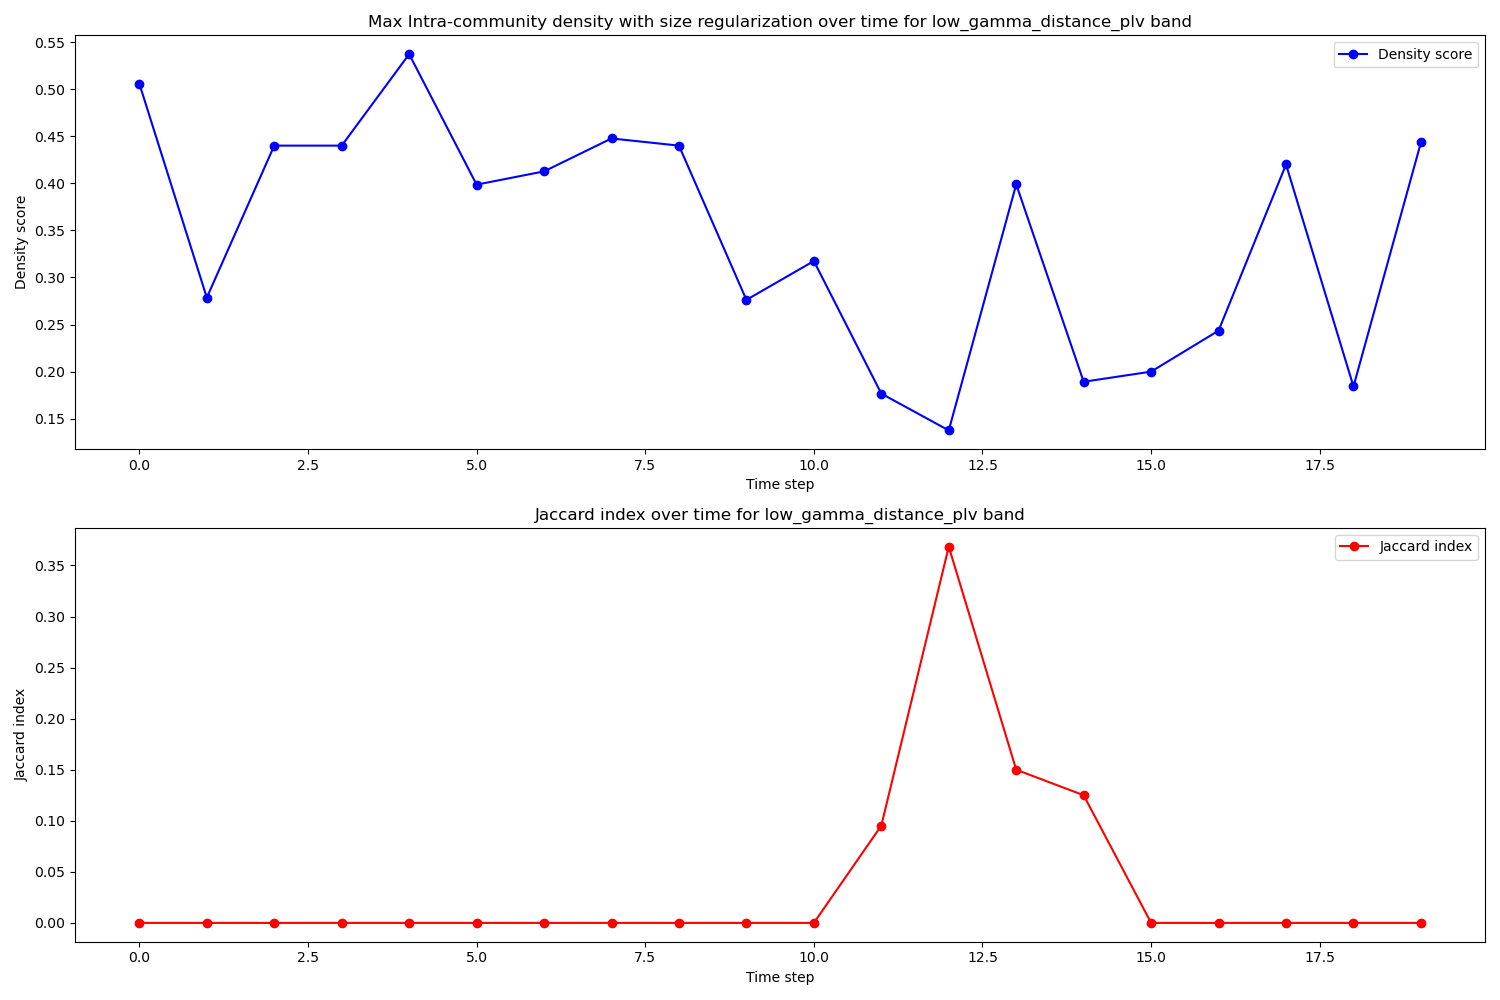 Max Intra-community density with size regularization over time for low_gamma_distance_plv band
Density score
0.55
0.50
0.45
0.40
0.35
0.30
0.25
0.20
0.15
Density score
0.0 2.5 5.0 7.5 10.0 12.5 15.0 17.5
Time step
Jaccard index over time for low_gamma_distance_plv band
Jaccard index
0.35
0.30
0.25
0.20
0.15
0.10
0.05
0.00
Jaccard index
0.0 2.5 5.0 7.5 10.0 12.5 15.0 17.5
Time step